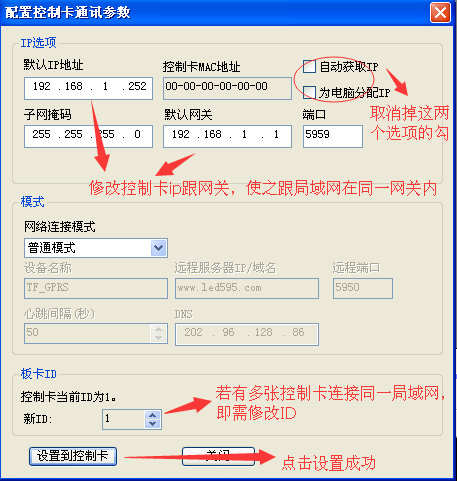 配置控制卡通讯参数
IP选项
默认IP地址
控制卡MAC地址
自动获取IP
192 .168 . 1 .252
00-00-00-00-00-00
为电脑分配IP
取消掉这两
个选项的勾
子网掩码
默认网关
端口
255 .255 .255 . 0
192 .168 . 1 . 1
5959
修改控制卡ip跟网关，使之跟局域网在同一网关内
模式
网络连接模式
普通模式
设备名称
远程服务器IP/域名
远程端口
TF_GPRS
www.led595.com
5950
心跳间隔(秒)
DNS
50
202 . 96 .128 . 86
板卡ID
控制卡当前ID为1。
新ID:
1
若有多张控制卡连接同一局域网，
即需修改ID
设置到控制卡
关闭
点击设置成功